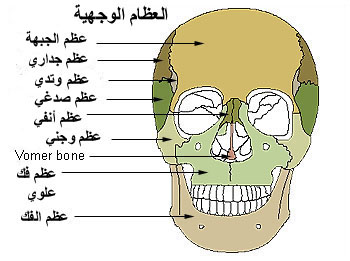 العظام الوجهية
عظم الجبهة
عظم جداري
عظم وتدي
عظم صدغي
عظم أنفي
عظم وجني
Vomer bone
عظم فك
علوي
عظم الفك